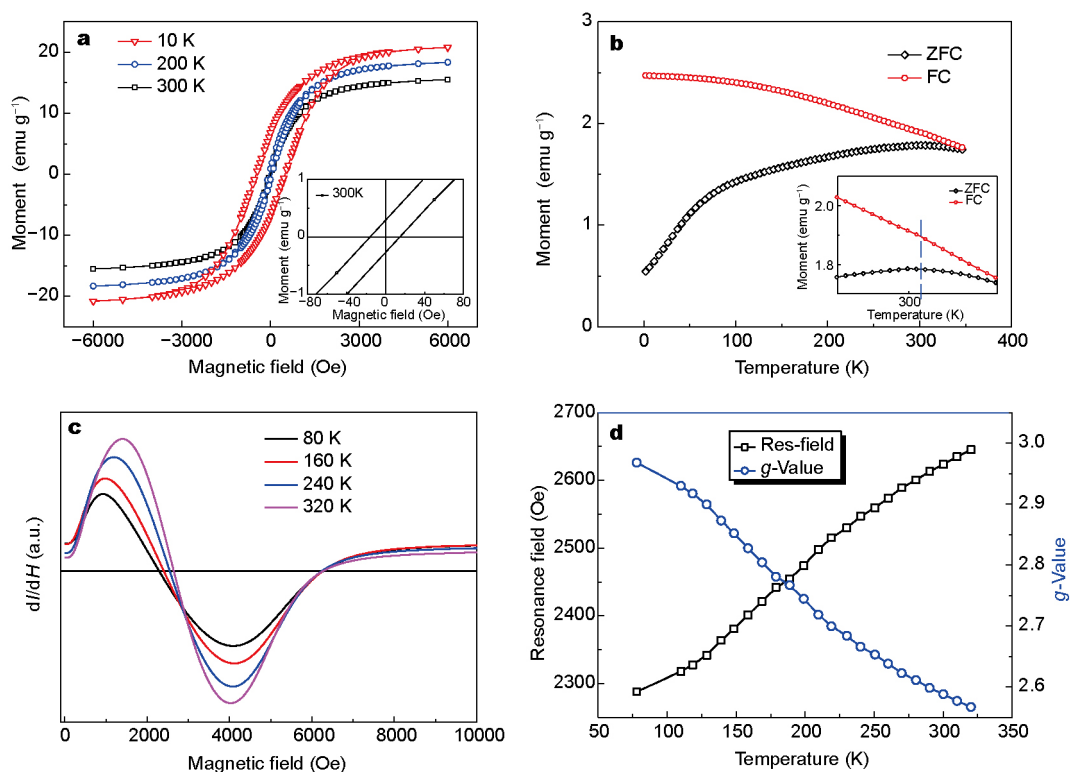 a
10 K
200 K
300 K
20
10
0
−10
−20
Moment (emu g⁻¹)
−6000 −3000 0 3000 6000
Magnetic field (Oe)
300K
1
0
−1
Moment (emu g⁻¹)
−80 −40 0 40 80
Magnetic field (Oe)
b
ZFC
FC
3
2
1
0
Moment (emu g⁻¹)
0 100 200 300 400
Temperature (K)
ZFC
FC
2.0
1.8
Moment (emu g⁻¹)
300
Temperature (K)
c
80 K
160 K
240 K
320 K
dI/dH (a.u.)
0 2000 4000 6000 8000 10000
Magnetic field (Oe)
d
Res-field
g-Value
2700
2600
2500
2400
2300
Resonance field (Oe)
3.0
2.9
2.8
2.7
2.6
g-Value
50 100 150 200 250 300 350
Temperature (K)